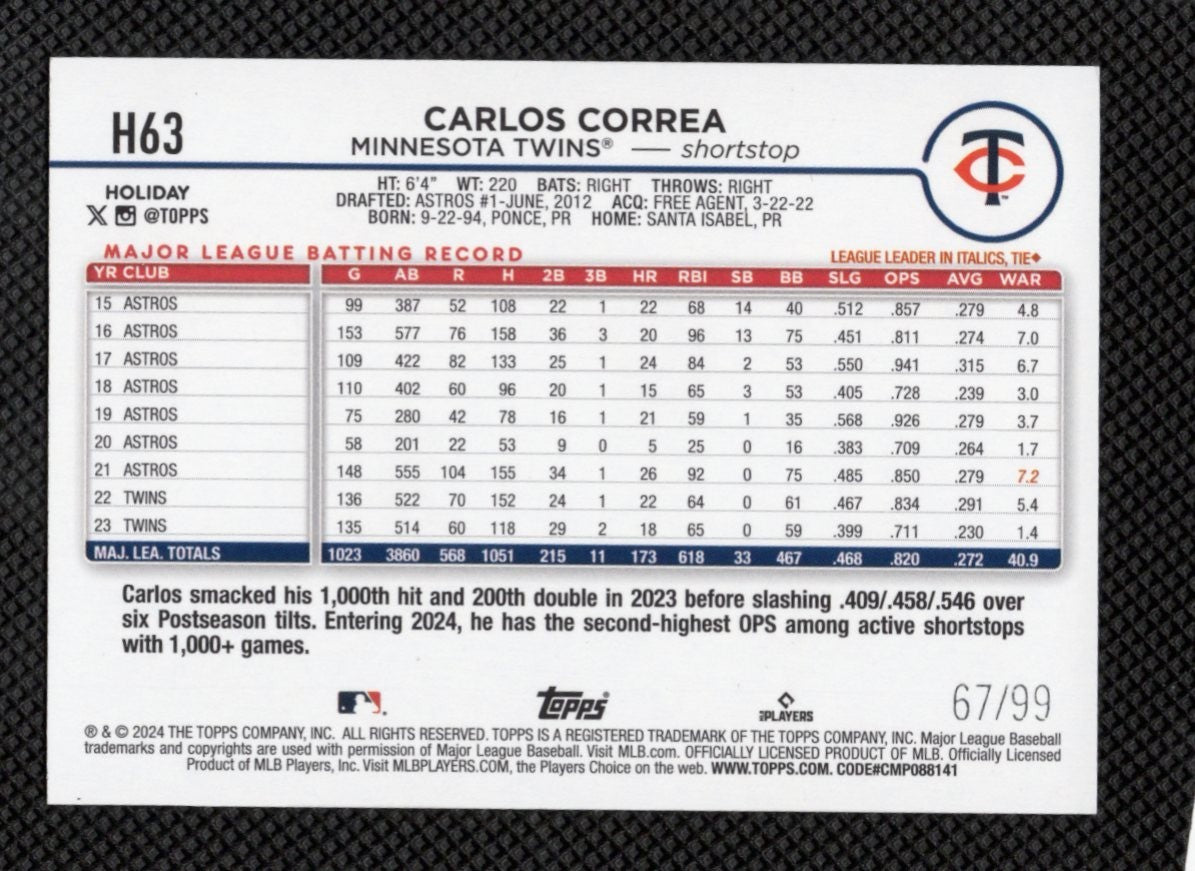 H63
CARLOS CORREA
MINNESOTA TWINS® — shortstop
TC™
HOLIDAY
X @TOPPS
HT: 6'4" WT: 220 BATS: RIGHT THROWS: RIGHT
DRAFTED: ASTROS #1-JUNE, 2012 ACQ: FREE AGENT, 3-22-22
BORN: 9-22-94, PONCE, PR HOME: SANTA ISABEL, PR
MAJOR LEAGUE BATTING RECORD
LEAGUE LEADER IN ITALICS, TIE◆
YR CLUB G AB R H 2B 3B HR RBI SB BB SLG OPS AVG WAR
15 ASTROS 99 387 52 108 22 1 22 68 14 40 .512 .857 .279 4.8
16 ASTROS 153 577 76 158 36 3 20 96 13 75 .451 .811 .274 7.0
17 ASTROS 109 422 82 133 25 1 24 84 2 53 .550 .941 .315 6.7
18 ASTROS 110 402 60 96 20 1 15 65 3 53 .405 .728 .239 3.0
19 ASTROS 75 280 42 78 16 1 21 59 1 35 .568 .926 .279 3.7
20 ASTROS 58 201 22 53 9 0 5 25 0 16 .383 .709 .264 1.7
21 ASTROS 148 555 104 155 34 1 26 92 0 75 .485 .850 .279 7.2
22 TWINS 136 522 70 152 24 1 22 64 0 61 .467 .834 .291 5.4
23 TWINS 135 514 60 118 29 2 18 65 0 59 .399 .711 .230 1.4
MAJ. LEA. TOTALS 1023 3860 568 1051 215 11 173 618 33 467 .468 .820 .272 40.9
Carlos smacked his 1,000th hit and 200th double in 2023 before slashing .409/.458/.546 over
six Postseason tilts. Entering 2024, he has the second-highest OPS among active shortstops
with 1,000+ games.
Topps®
PLAYERS
67/99
® & © 2024 THE TOPPS COMPANY, INC. ALL RIGHTS RESERVED. TOPPS IS A REGISTERED TRADEMARK OF THE TOPPS COMPANY, INC. Major League Baseball
trademarks and copyrights are used with permission of Major League Baseball. Visit MLB.com. OFFICIALLY LICENSED PRODUCT OF MLB. Officially Licensed
Product of MLB Players, Inc. Visit MLBPLAYERS.COM, the Players Choice on the web. WWW.TOPPS.COM. CODE#CMP088141